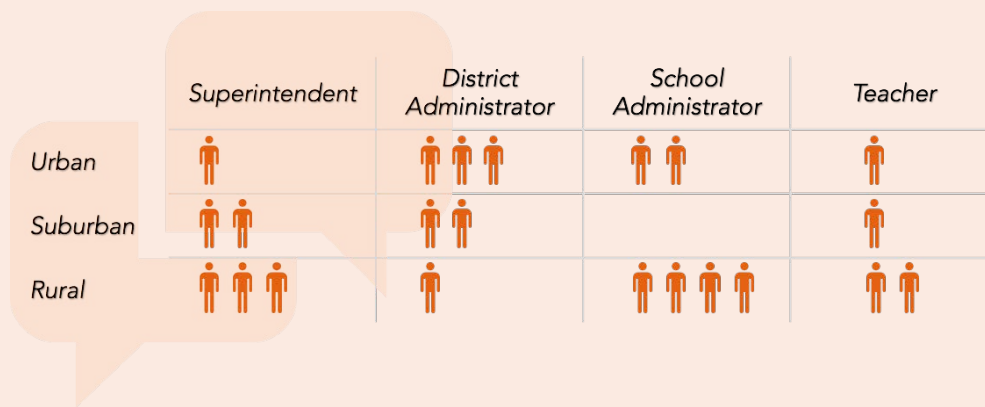 Superintendent
District
Administrator
School
Administrator
Teacher
Urban
Suburban
Rural